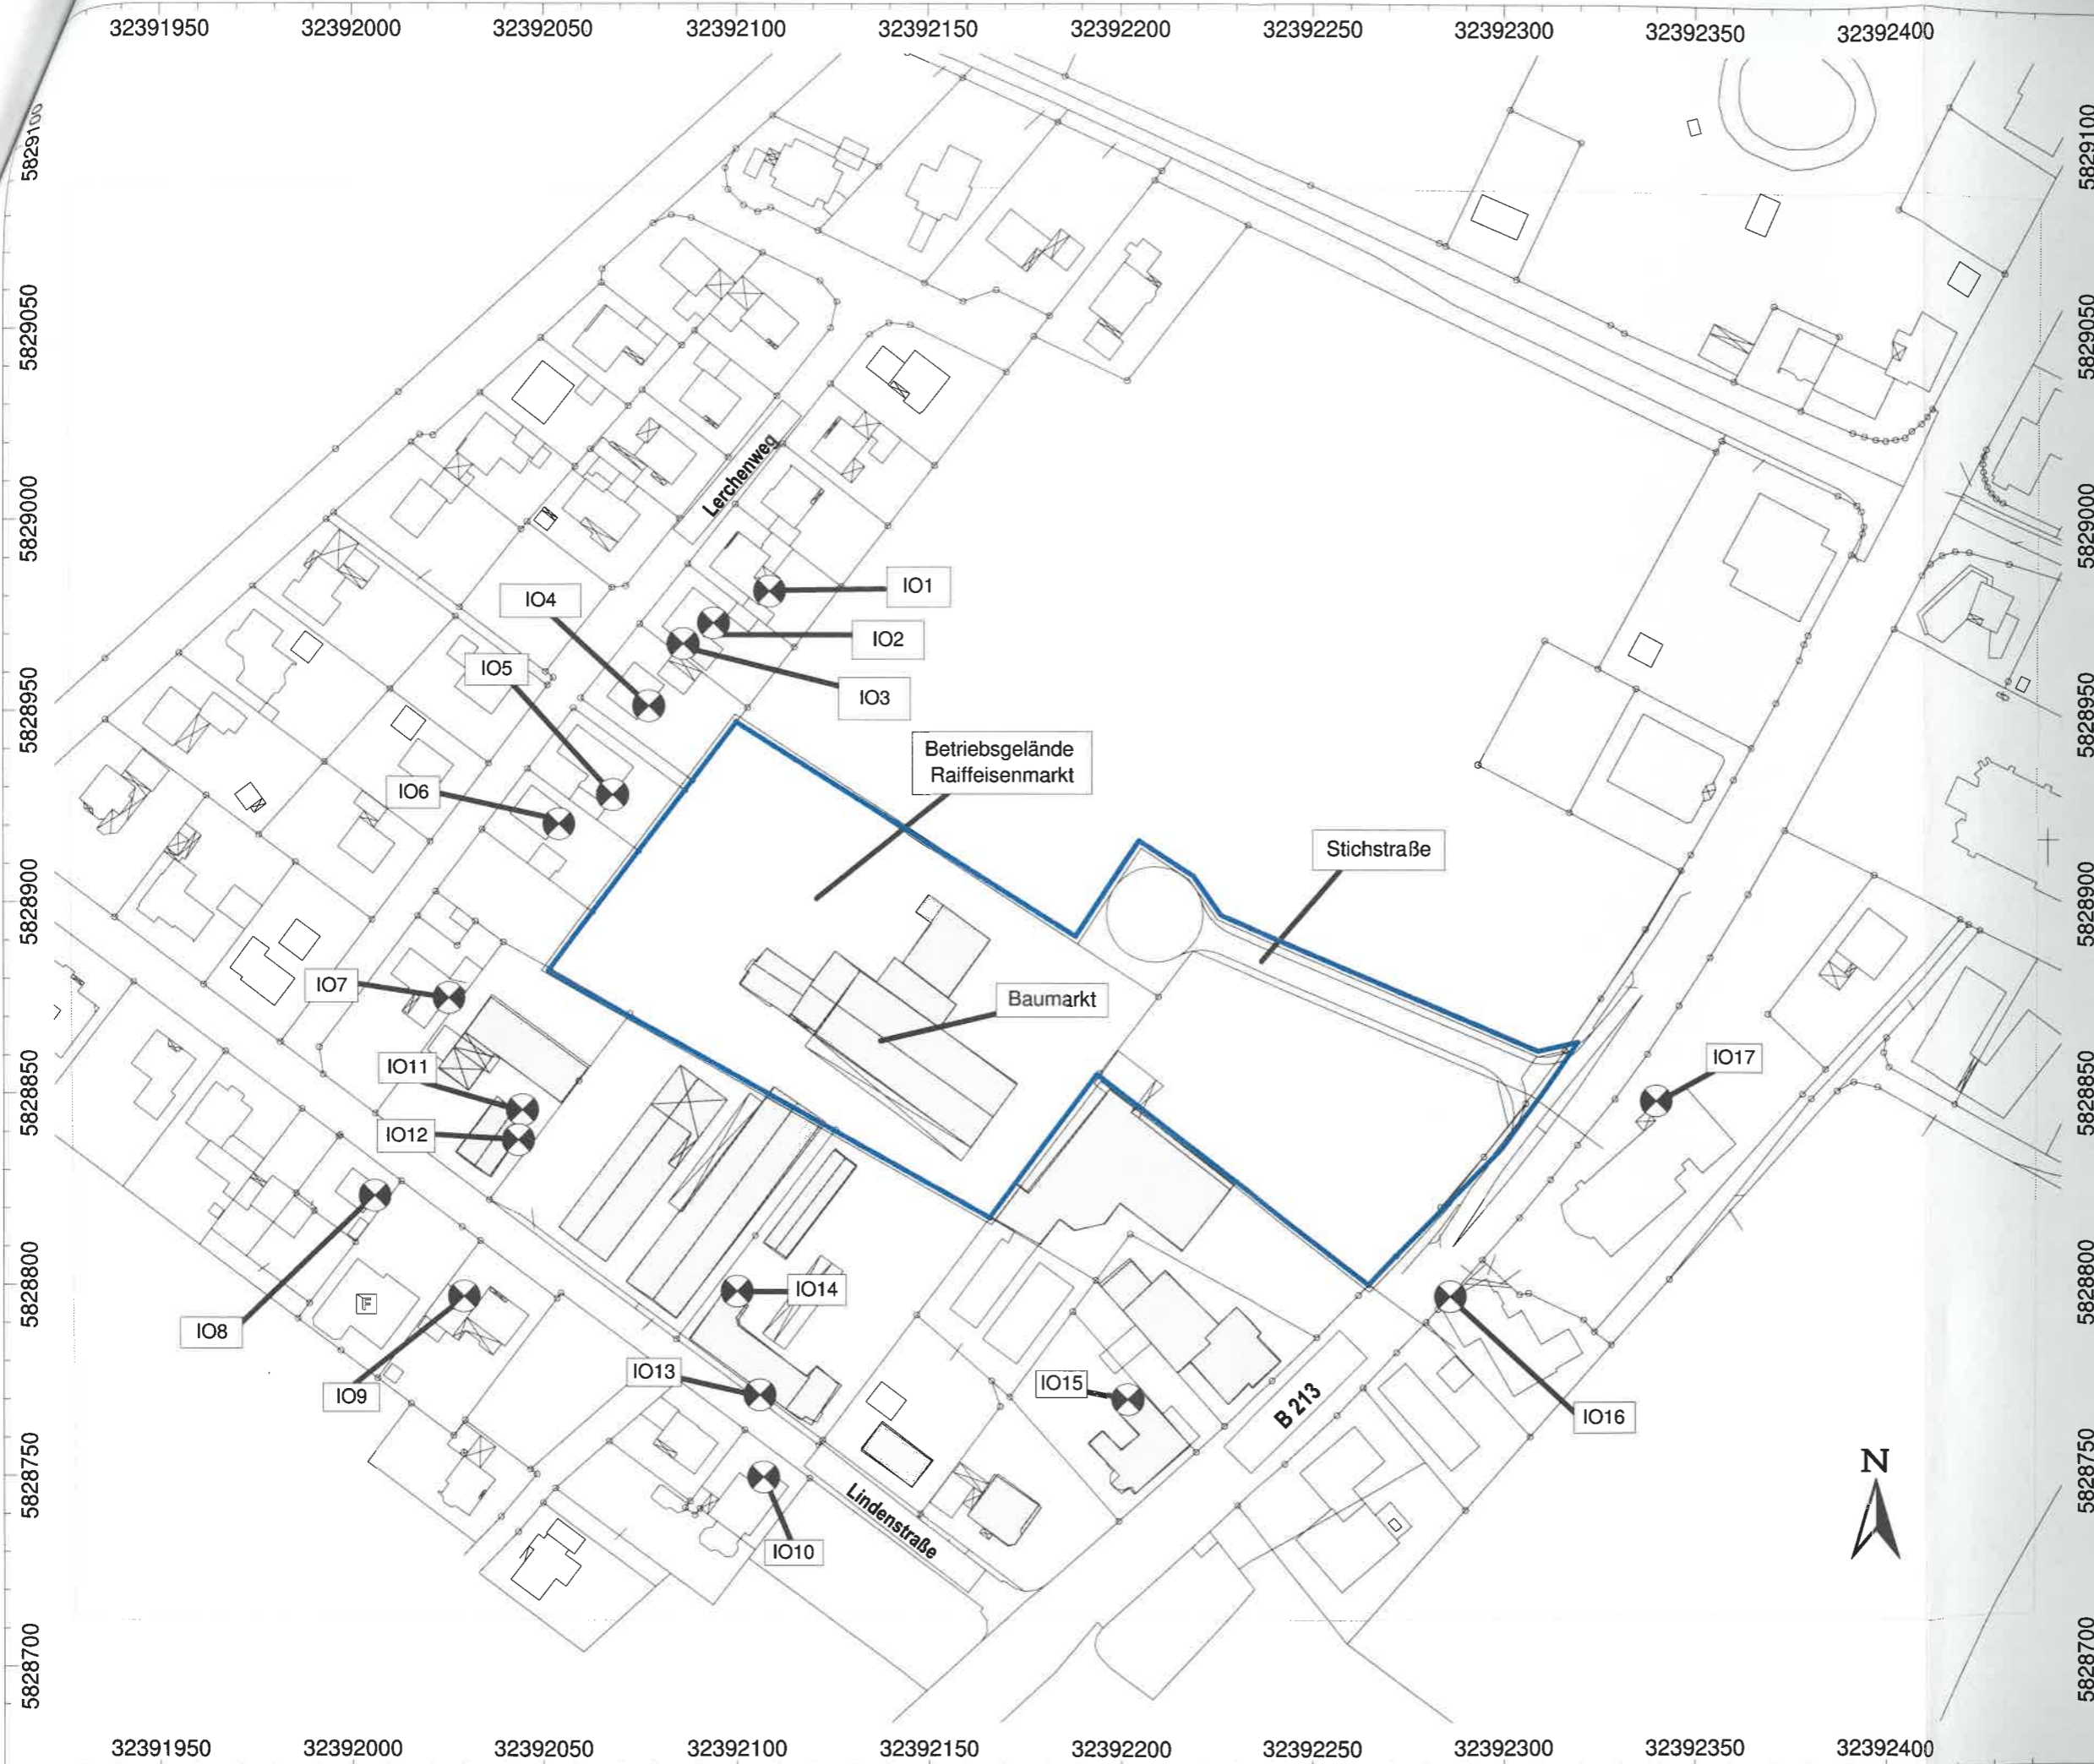 32391950 32392000 32392050 32392100 32392150 32392200 32392250 32392300 32392350 32392400
5829100
5829100
5829050
5829050
Lerchenweg
5829000
5829000
IO1
IO4
IO2
IO5
IO3
5828950
5828950
Betriebsgelände
Raiffeisenmarkt
IO6
Stichstraße
5828900
5828900
IO7
Baumarkt
IO11
IO17
5828850
5828850
IO12
IO14
5828800
5828800
F
IO8
IO13
IO15
IO9
B 213
IO16
5828750
5828750
N
Lindenstraße
IO10
5828700
5828700
32391950 32392000 32392050 32392100 32392150 32392200 32392250 32392300 32392350 32392400